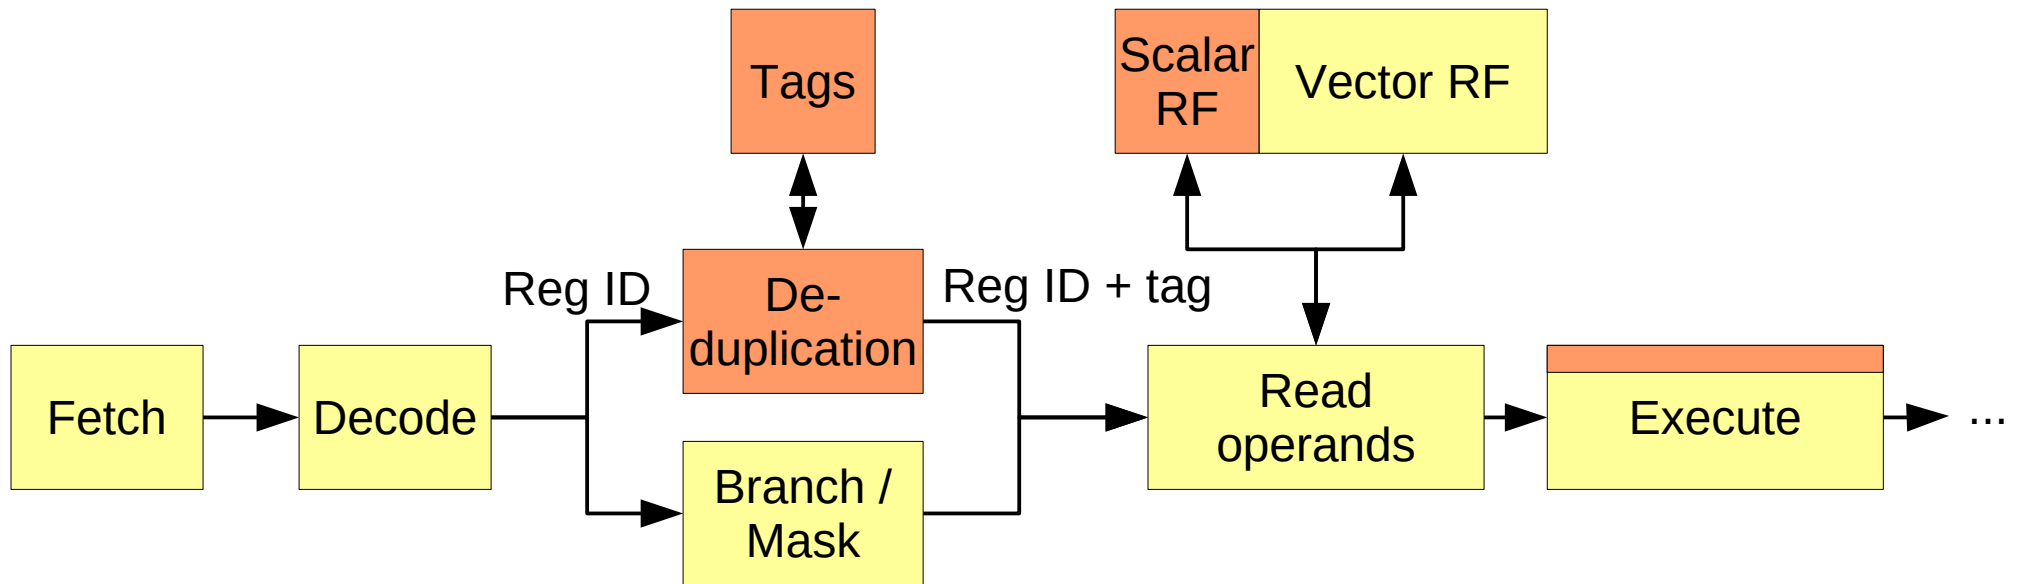 Tags
Scalar
RF
Vector RF
Reg ID
De-
duplication
Reg ID + tag
Fetch
Decode
Branch /
Mask
Read
operands
Execute
...